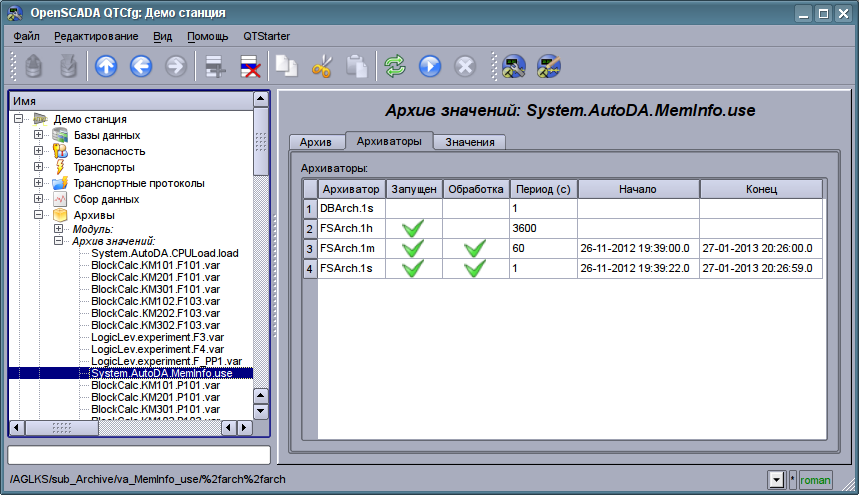 OpenSCADA QTCfg: Демо станция
Файл Редактирование Вид Помощь QTStarter
Имя
Демо станция
Базы данных
Безопасность
Транспорты
Транспортные протоколы
Сбор данных
Архивы
Модуль:
Архив значений:
System.AutoDA.CPULoad.load
BlockCalc.KM101.F101.var
BlockCalc.KM201.F101.var
BlockCalc.KM301.F101.var
BlockCalc.KM102.F103.var
BlockCalc.KM202.F103.var
BlockCalc.KM302.F103.var
LogicLev.experiment.F3.var
LogicLev.experiment.F4.var
LogicLev.experiment.F_PP1.var
System.AutoDA.MemInfo.use
BlockCalc.KM101.P101.var
BlockCalc.KM201.P101.var
BlockCalc.KM301.P101.var
Архив значений: System.AutoDA.MemInfo.use
Архив Архиваторы Значения
Архиваторы:
Архиватор Запущен Обработка Период (с) Начало Конец
1 DBArch.1s 1
2 FSArch.1h 3600
3 FSArch.1m 60 26-11-2012 19:39:00.0 27-01-2013 20:26:00.0
4 FSArch.1s 1 26-11-2012 19:39:22.0 27-01-2013 20:26:59.0
/AGLKS/sub_Archive/va_MemInfo_use/%2farch%2farch
* roman